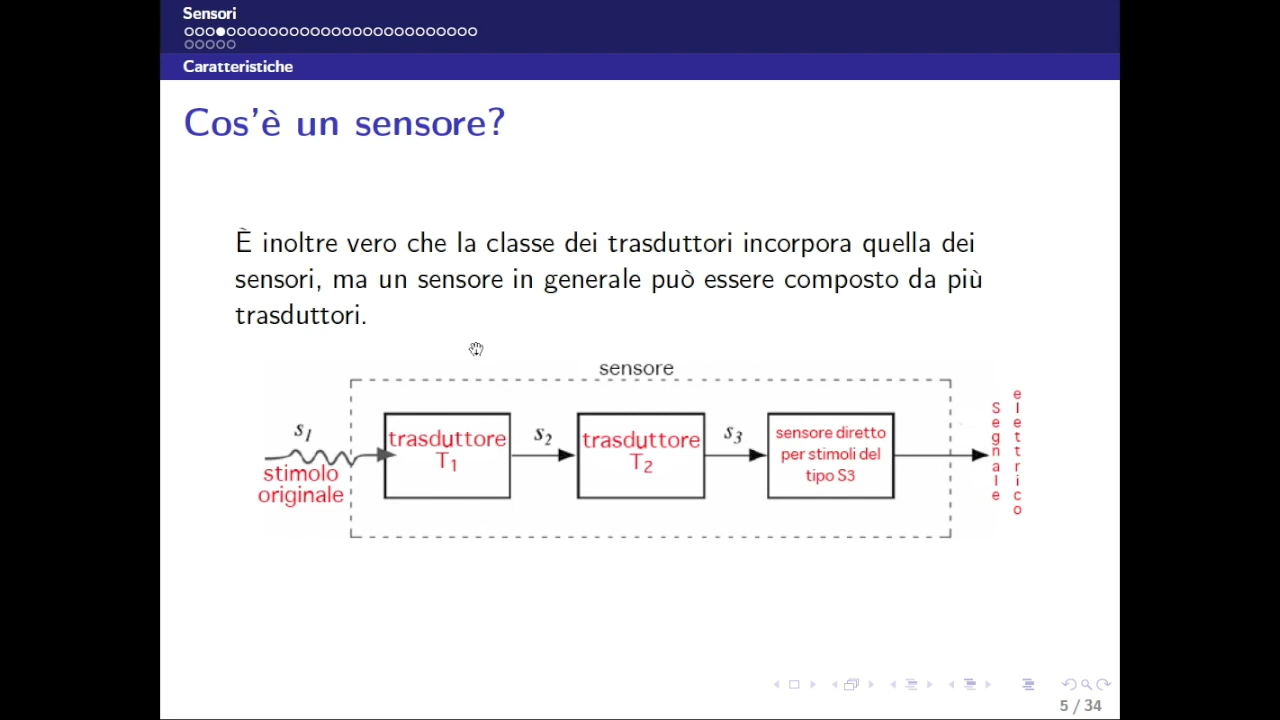 Sensori
Caratteristiche
Cos'è un sensore?
È inoltre vero che la classe dei trasduttori incorpora quella dei
sensori, ma un sensore in generale può essere composto da più
trasduttori.
sensore
s1
stimolo
originale
trasduttore
T1
s2
trasduttore
T2
s3
sensore diretto
per stimoli del
tipo S3
Segnale
elettrico
5 / 34